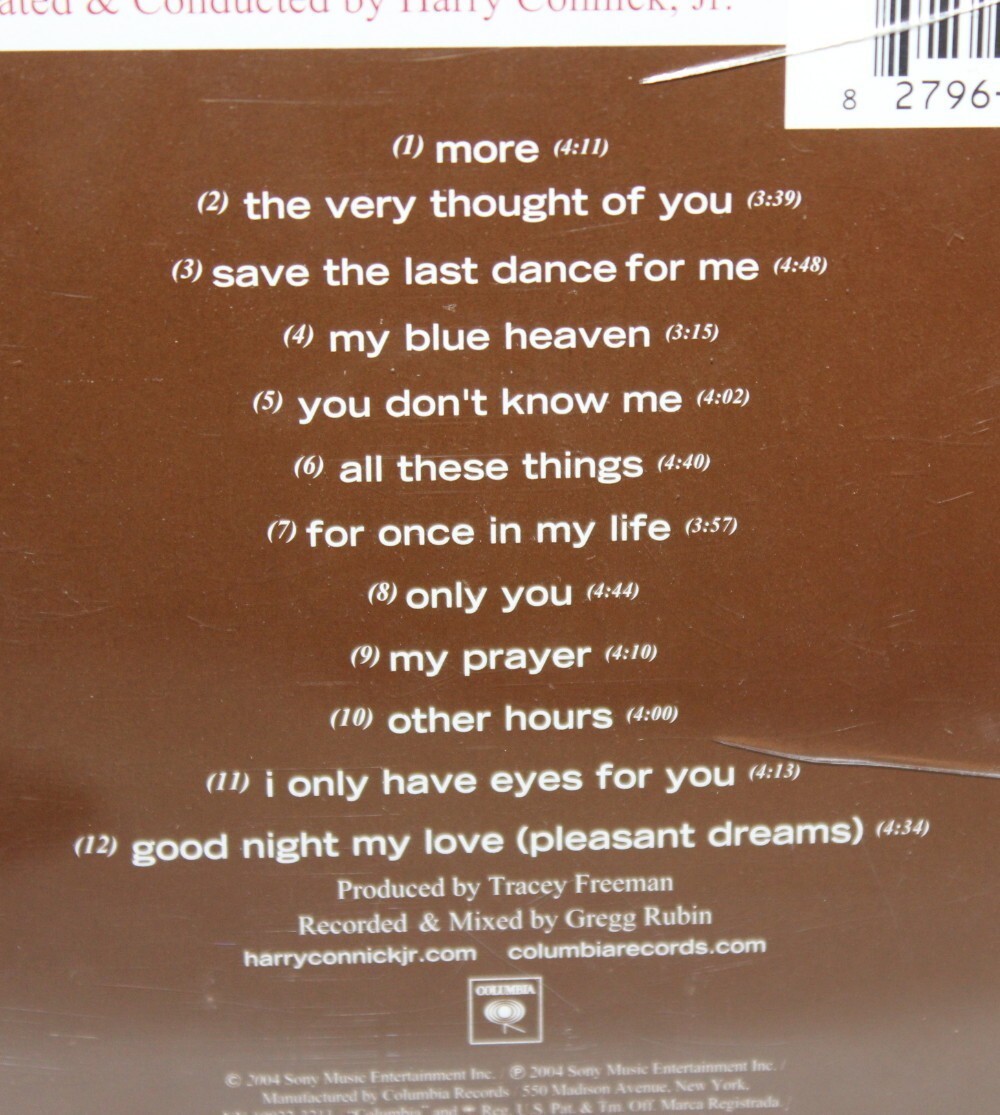 & Conducted by Harry Connick, Jr.
8 2796-
(1) more (4:11)
(2) the very thought of you (3:39)
(3) save the last dance for me (4:48)
(4) my blue heaven (3:15)
(5) you don't know me (4:02)
(6) all these things (4:40)
(7) for once in my life (3:57)
(8) only you (4:44)
(9) my prayer (4:10)
(10) other hours (4:00)
(11) i only have eyes for you (4:13)
(12) good night my love (pleasant dreams) (4:34)
Produced by Tracey Freeman
Recorded & Mixed by Gregg Rubin
harryconnickjr.com columbiarecords.com
COLUMBIA
© 2004 Sony Music Entertainment Inc. / ℗ 2004 Sony Music Entertainment Inc. /
Manufactured by Columbia Records / 550 Madison Avenue, New York,
"Columbia" and Reg. U.S. Pat. & Tm. Off. Marca Registrada